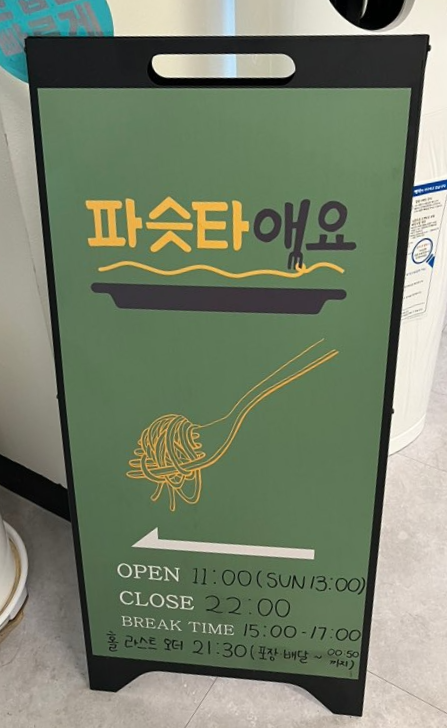 파슷타애요
OPEN 11:00(SUN 13:00)
CLOSE 22:00
BREAK TIME 15:00-17:00
홀 라스트 오더 21:30(포장 배달 ~ 00:50
까지)